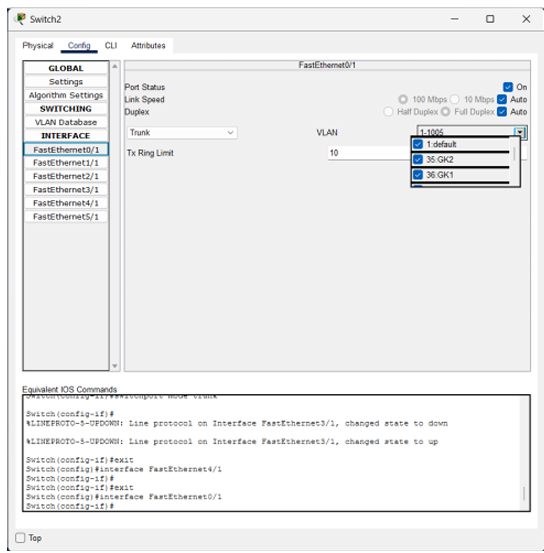 Switch2
Physical Config CLI Attributes
GLOBAL
Settings
Algorithm Settings
SWITCHING
VLAN Database
INTERFACE
FastEthernet0/1
FastEthernet1/1
FastEthernet2/1
FastEthernet3/1
FastEthernet4/1
FastEthernet5/1
FastEthernet0/1
Port Status On
Link Speed 100 Mbps 10 Mbps Auto
Duplex Half Duplex Full Duplex Auto
Trunk VLAN 1-1005
1:default
35:GK2
36:GK1
Tx Ring Limit 10
Equivalent IOS Commands
Switch(config-if)#switchport mode trunk
Switch(config-if)#
%LINEPROTO-5-UPDOWN: Line protocol on Interface FastEthernet3/1, changed state to down
%LINEPROTO-5-UPDOWN: Line protocol on Interface FastEthernet3/1, changed state to up
Switch(config-if)#exit
Switch(config)#interface FastEthernet4/1
Switch(config-if)#
Switch(config-if)#exit
Switch(config)#interface FastEthernet0/1
Switch(config-if)#
Top